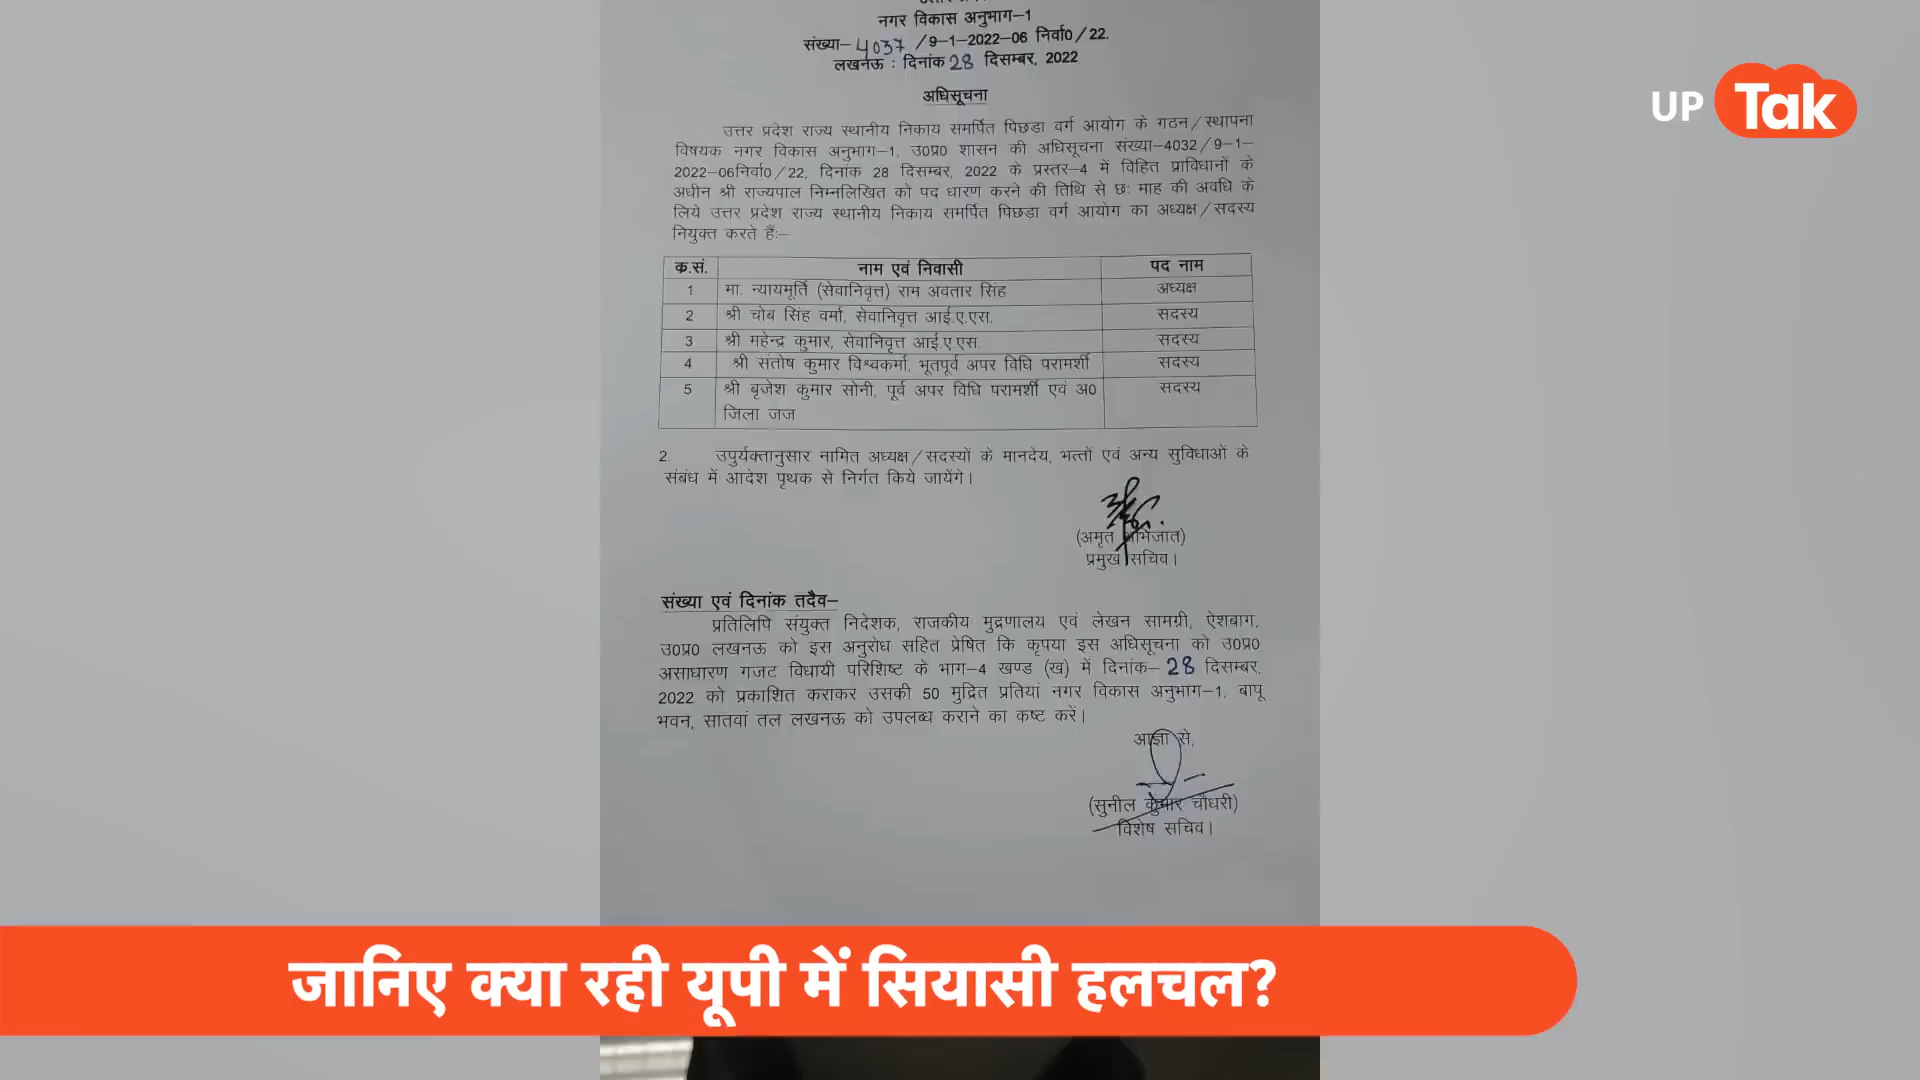 नगर विकास अनुभाग-1
संख्या- 4037 /9-1-2022-06 निर्वा0/22.
लखनऊ : दिनांक 28 दिसम्बर, 2022
अधिसूचना
उत्तर प्रदेश राज्य स्थानीय निकाय समर्पित पिछड़ा वर्ग आयोग के गठन/स्थापना
विषयक नगर विकास अनुभाग-1, उ0प्र0 शासन की अधिसूचना संख्या-4032/9-1-
2022-06निर्वा0/22, दिनांक 28 दिसम्बर, 2022 के प्रस्तर-4 में विहित प्राविधानों के
अधीन श्री राज्यपाल निम्नलिखित को पद धारण करने की तिथि से छः माह की अवधि के
लिये उत्तर प्रदेश राज्य स्थानीय निकाय समर्पित पिछड़ा वर्ग आयोग का अध्यक्ष/सदस्य
नियुक्त करते हैं:-
क.सं. नाम एवं निवासी पद नाम
1 मा. न्यायमूर्ति (सेवानिवृत्त) राम अवतार सिंह अध्यक्ष
2 श्री चोब सिंह वर्मा, सेवानिवृत्त आई.ए.एस. सदस्य
3 श्री महेन्द्र कुमार, सेवानिवृत्त आई.ए.एस. सदस्य
4 श्री संतोष कुमार विश्वकर्मा, भूतपूर्व अपर विधि परामर्शी सदस्य
5 श्री बृजेश कुमार सोनी, पूर्व अपर विधि परामर्शी एवं अ0 सदस्य
जिला जज
2. उपुर्यक्तानुसार नामित अध्यक्ष/सदस्यों के मानदेय, भत्तों एवं अन्य सुविधाओं के
संबंध में आदेश पृथक से निर्गत किये जायेंगे।
(अमृत अभिजात)
प्रमुख सचिव।
संख्या एवं दिनांक तदैव-
प्रतिलिपि संयुक्त निदेशक, राजकीय मुद्रणालय एवं लेखन सामग्री, ऐशबाग,
उ0प्र0 लखनऊ को इस अनुरोध सहित प्रेषित कि कृपया इस अधिसूचना को उ0प्र0
असाधारण गजट विधायी परिशिष्ट के भाग-4 खण्ड (ख) में दिनांक- 28 दिसम्बर,
2022 को प्रकाशित कराकर उसकी 50 मुद्रित प्रतियां नगर विकास अनुभाग-1, बापू
भवन, सातवां तल लखनऊ को उपलब्ध कराने का कष्ट करें।
आज्ञा से,
(सुनील कुमार चौधरी)
विशेष सचिव।
UP Tak
जानिए क्या रही यूपी में सियासी हलचल?